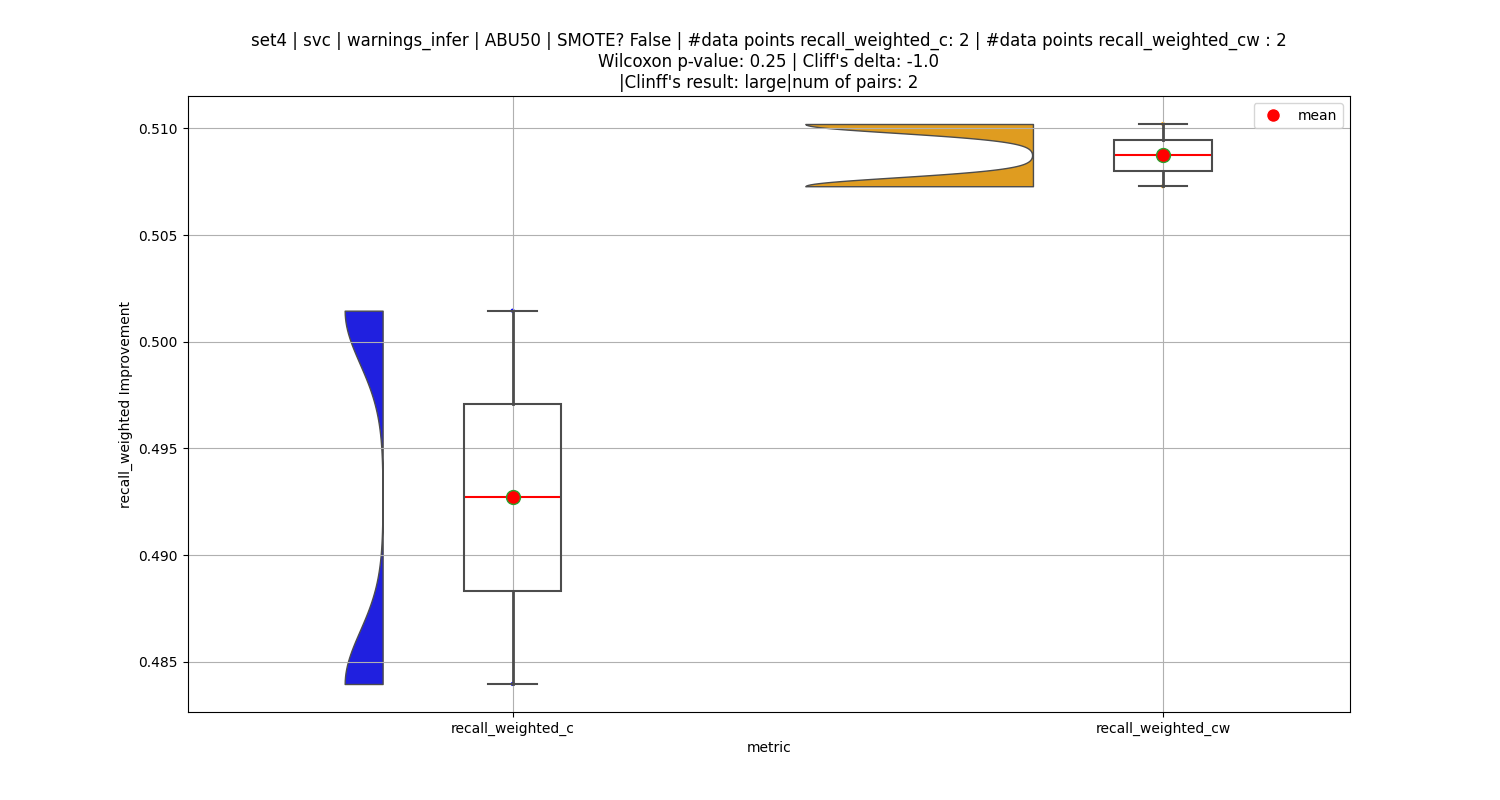 set4 | svc | warnings_infer | ABU50 | SMOTE? False | #data points recall_weighted_c: 2 | #data points recall_weighted_cw : 2
Wilcoxon p-value: 0.25 | Cliff's delta: -1.0
|Clinff's result: large|num of pairs: 2
mean
0.510
0.505
0.500
0.495
0.490
0.485
recall_weighted Improvement
recall_weighted_c
recall_weighted_cw
metric